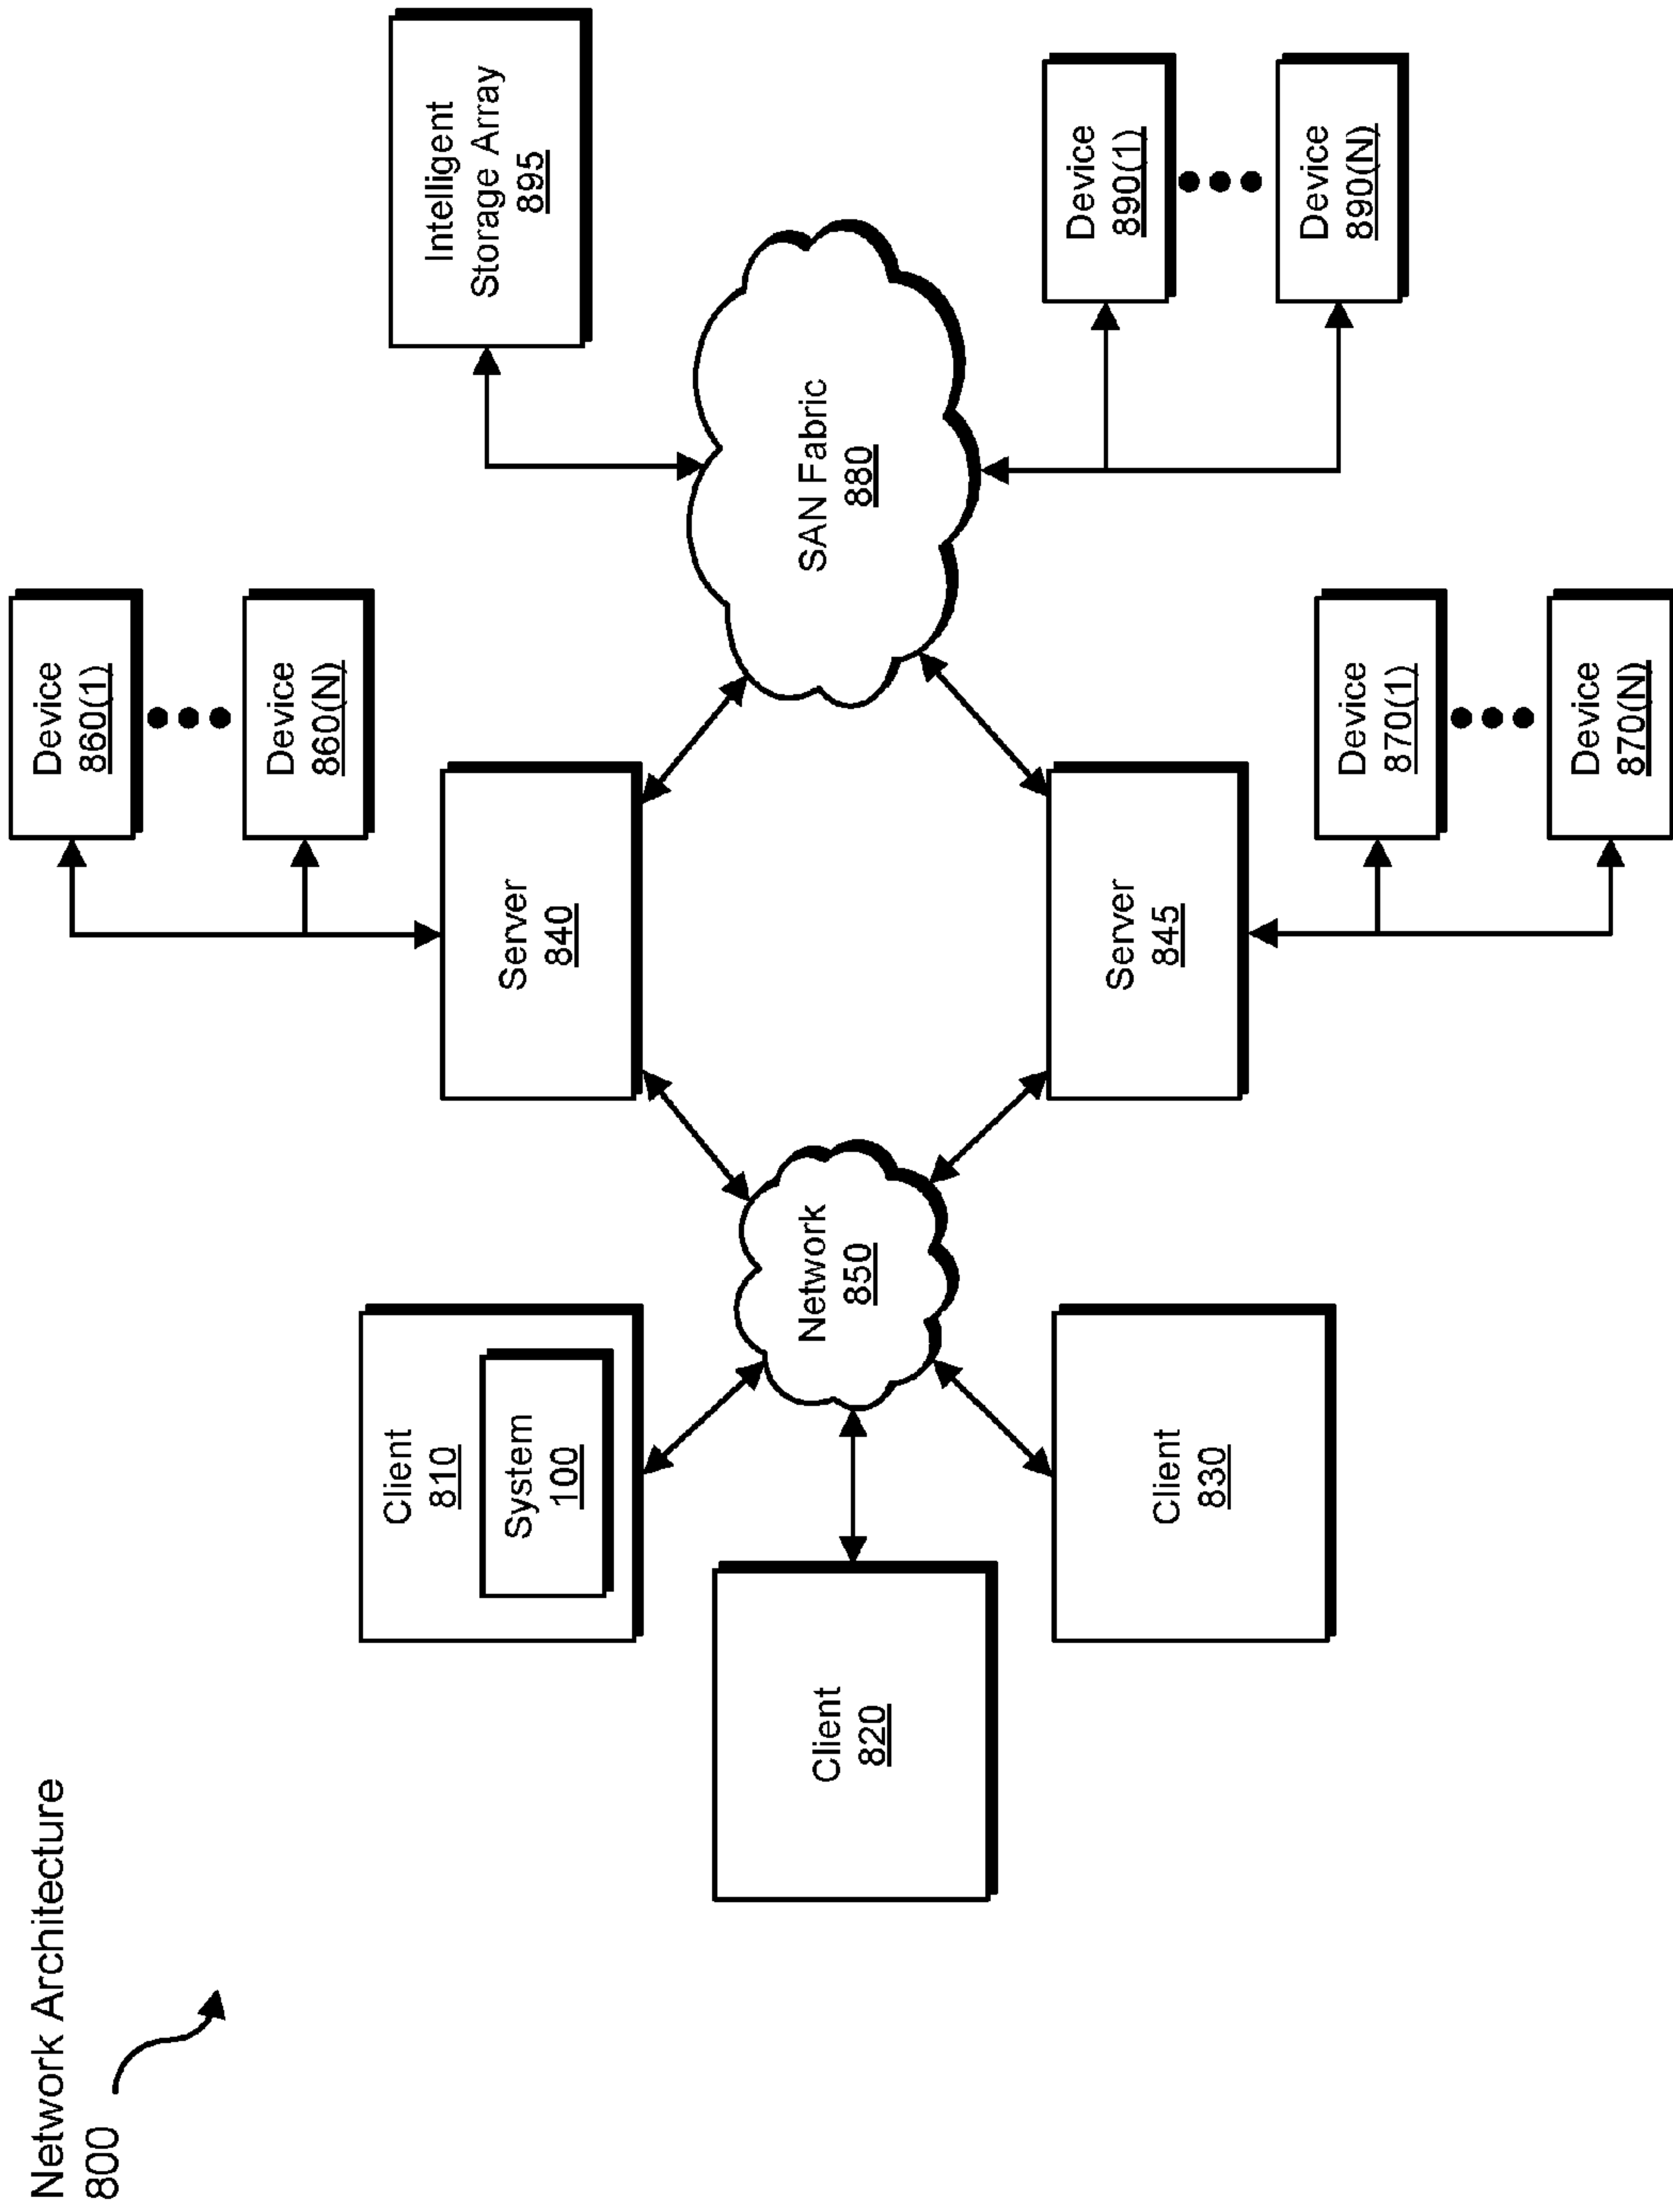 Network Architecture
800
Device
860(1)
Device
860(N)
Intelligent
Storage Array
895
Client
810
System
100
Server
840
Client
820
Network
850
SAN Fabric
880
Device
890(1)
Device
890(N)
Client
830
Server
845
Device
870(1)
Device
870(N)